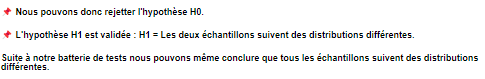 Nous pouvons donc rejetter l'hypothèse H0.
L'hypothèse H1 est validée : H1 = Les deux échantillons suivent des distributions différentes.
Suite à notre batterie de tests nous pouvons même conclure que tous les échantillons suivent des distributions
différentes.